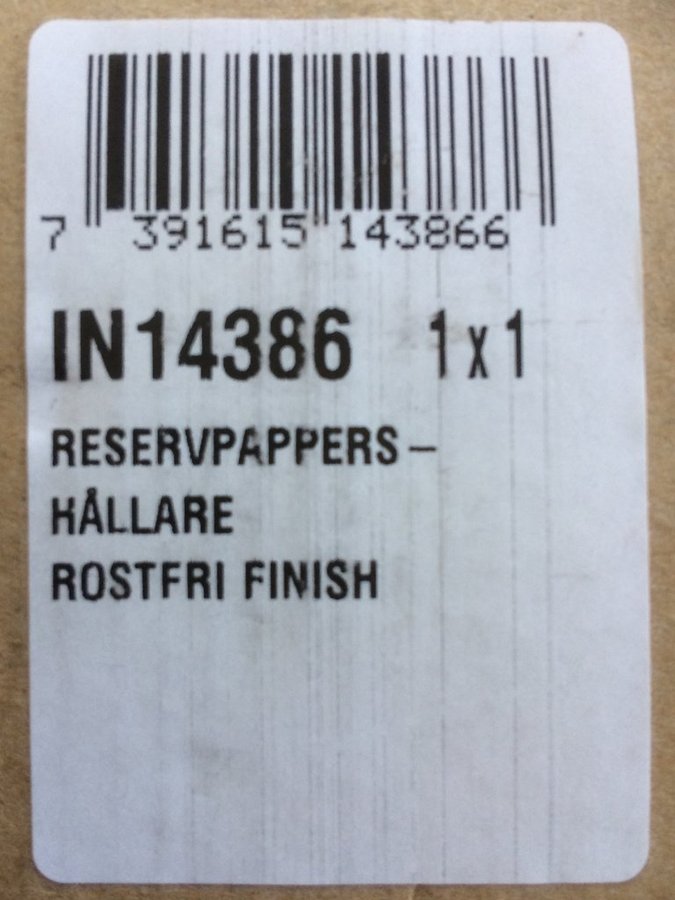 7 391615 143866
IN14386 1x1
RESERVPAPPERS-
HÅLLARE
ROSTFRI FINISH